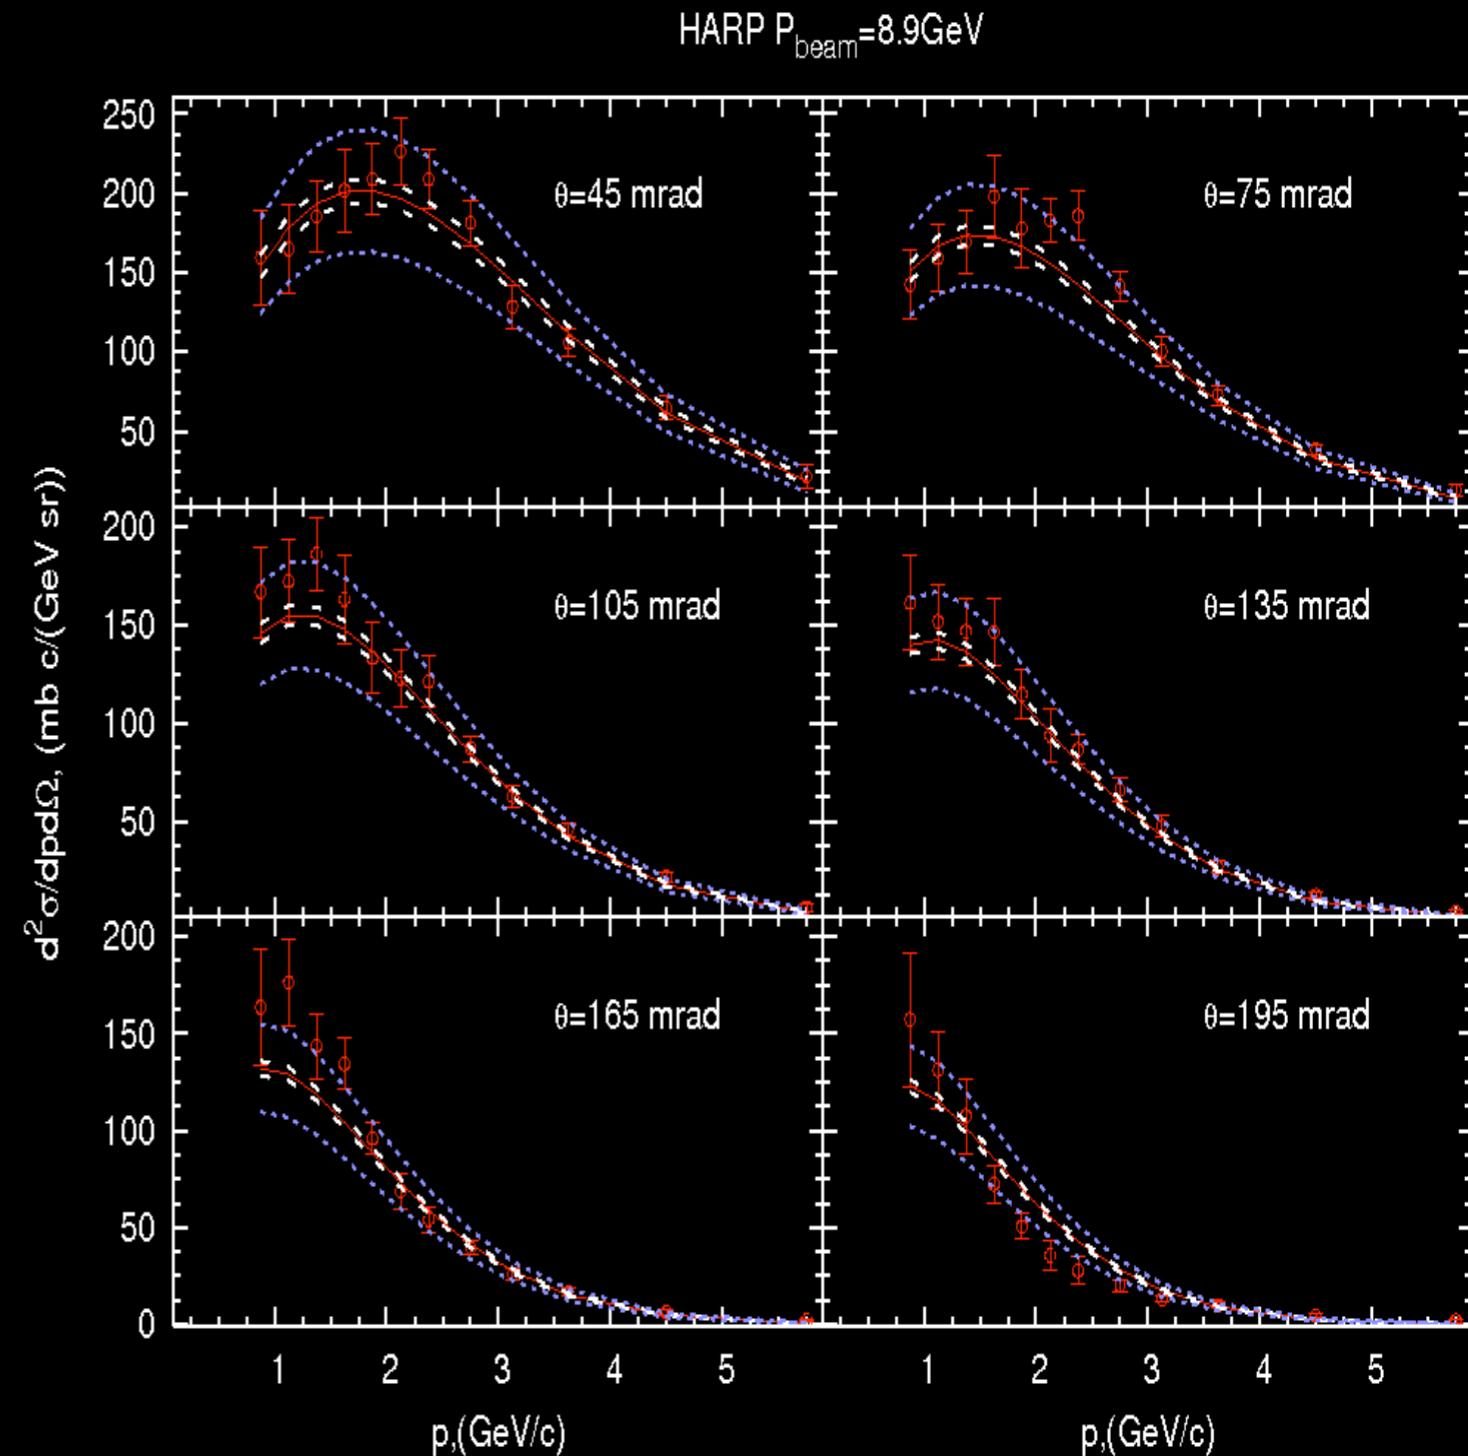 HARP P_beam=8.9GeV
d²σ/dpdΩ, (mb c/(GeV sr))
250
200
150
100
50
θ=45 mrad
θ=75 mrad
200
150
100
50
θ=105 mrad
θ=135 mrad
200
150
100
50
0
θ=165 mrad
θ=195 mrad
1 2 3 4 5
1 2 3 4 5
p,(GeV/c)
p,(GeV/c)